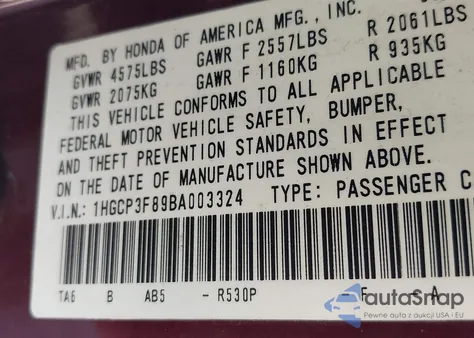 MFD. BY HONDA OF AMERICA MFG., INC.
GVWR 4575LBS GAWR F 2557LBS R 2061LBS
GVWR 2075KG GAWR F 1160KG R 935KG
THIS VEHICLE CONFORMS TO ALL APPLICABLE
FEDERAL MOTOR VEHICLE SAFETY, BUMPER,
AND THEFT PREVENTION STANDARDS IN EFFECT
ON THE DATE OF MANUFACTURE SHOWN ABOVE.
V.I.N.: 1HGCP3F89BA003324 TYPE: PASSENGER C
TA6 B AB5 - R530P
autoSnap
Pewne auta z aukcji USA i EU